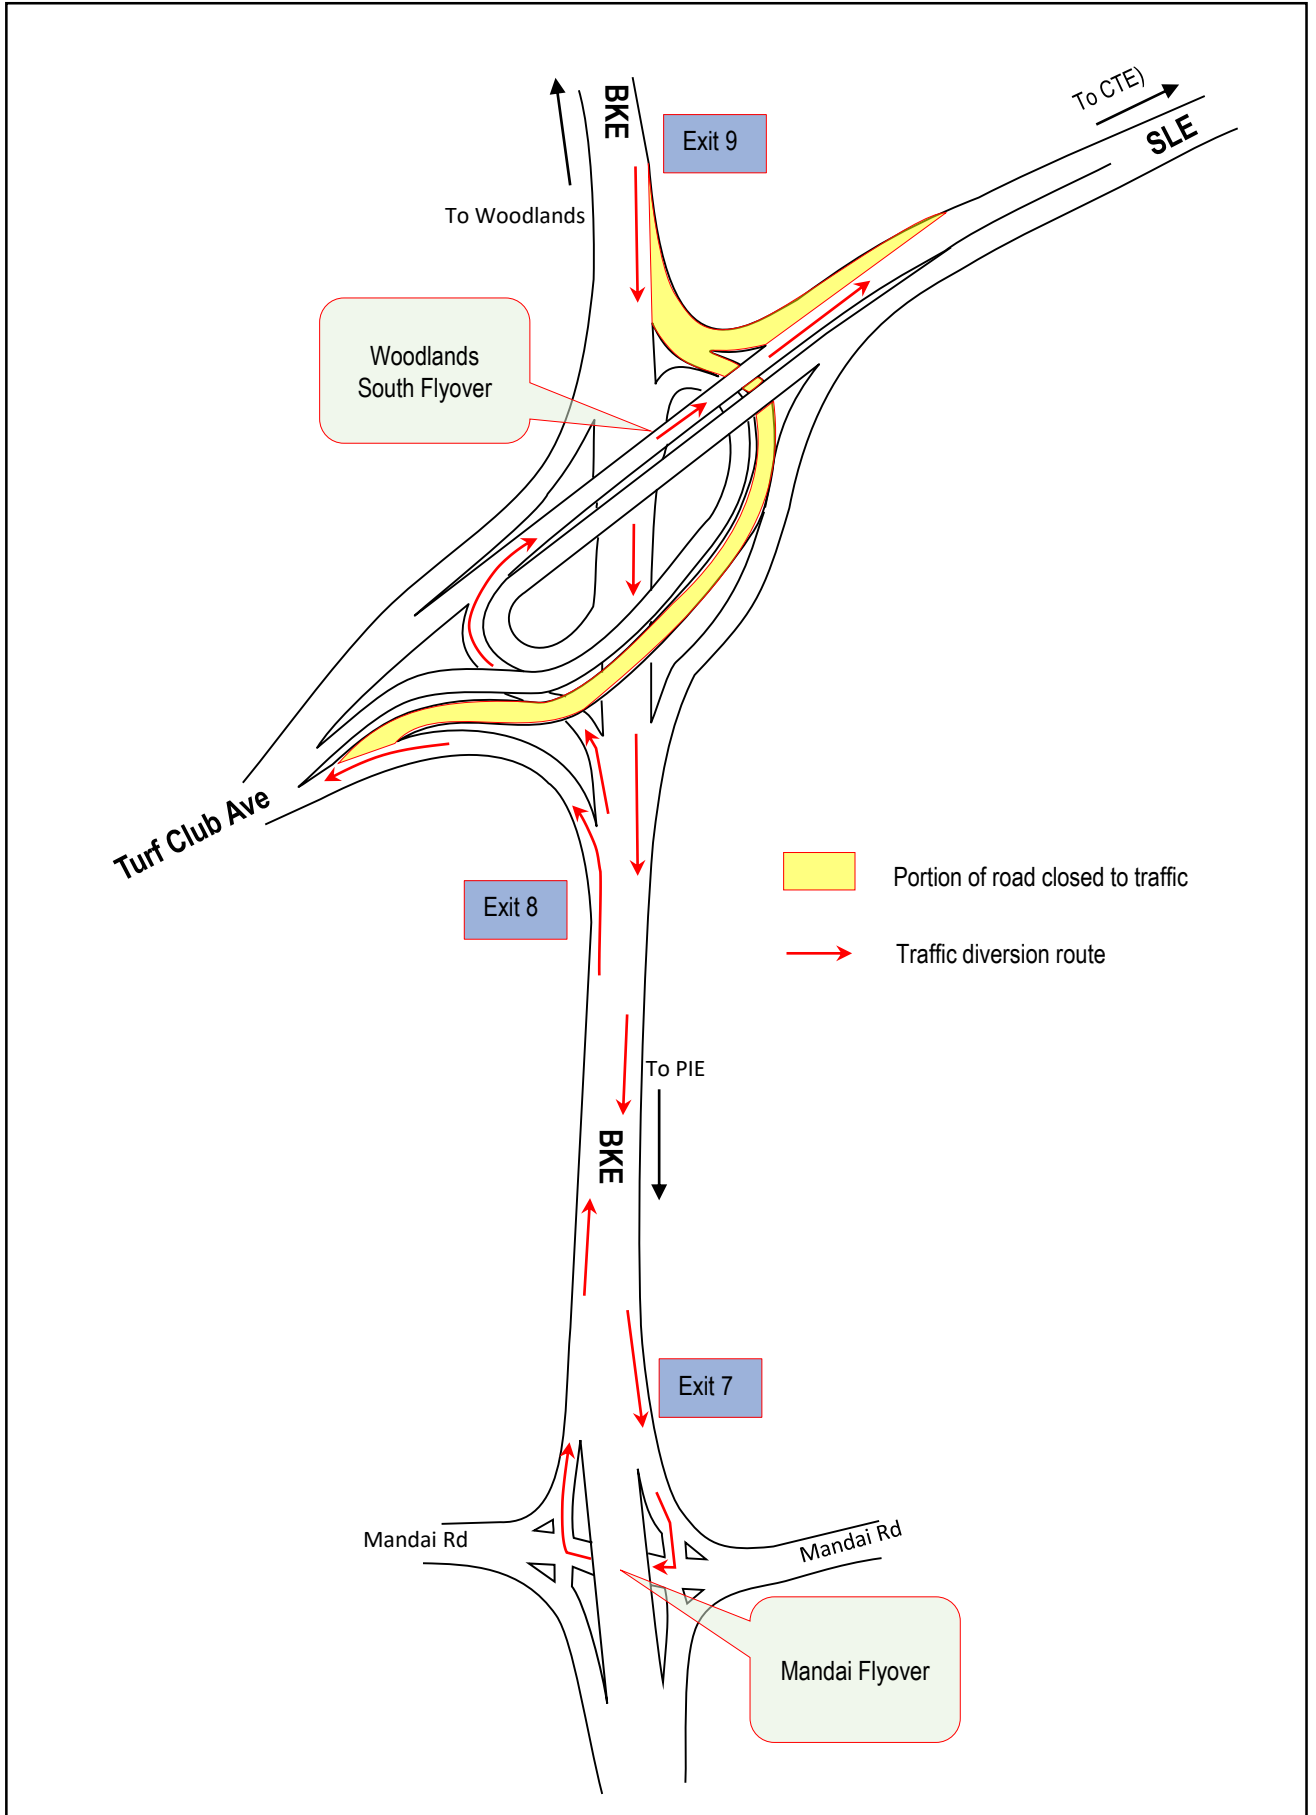 To CTE)
BKE
Exit 9
SLE
To Woodlands
Woodlands
South Flyover
Turf Club Ave
Portion of road closed to traffic
Exit 8
Traffic diversion route
To PIE
BKE
Exit 7
Mandai Rd
Mandai Rd
Mandai Flyover